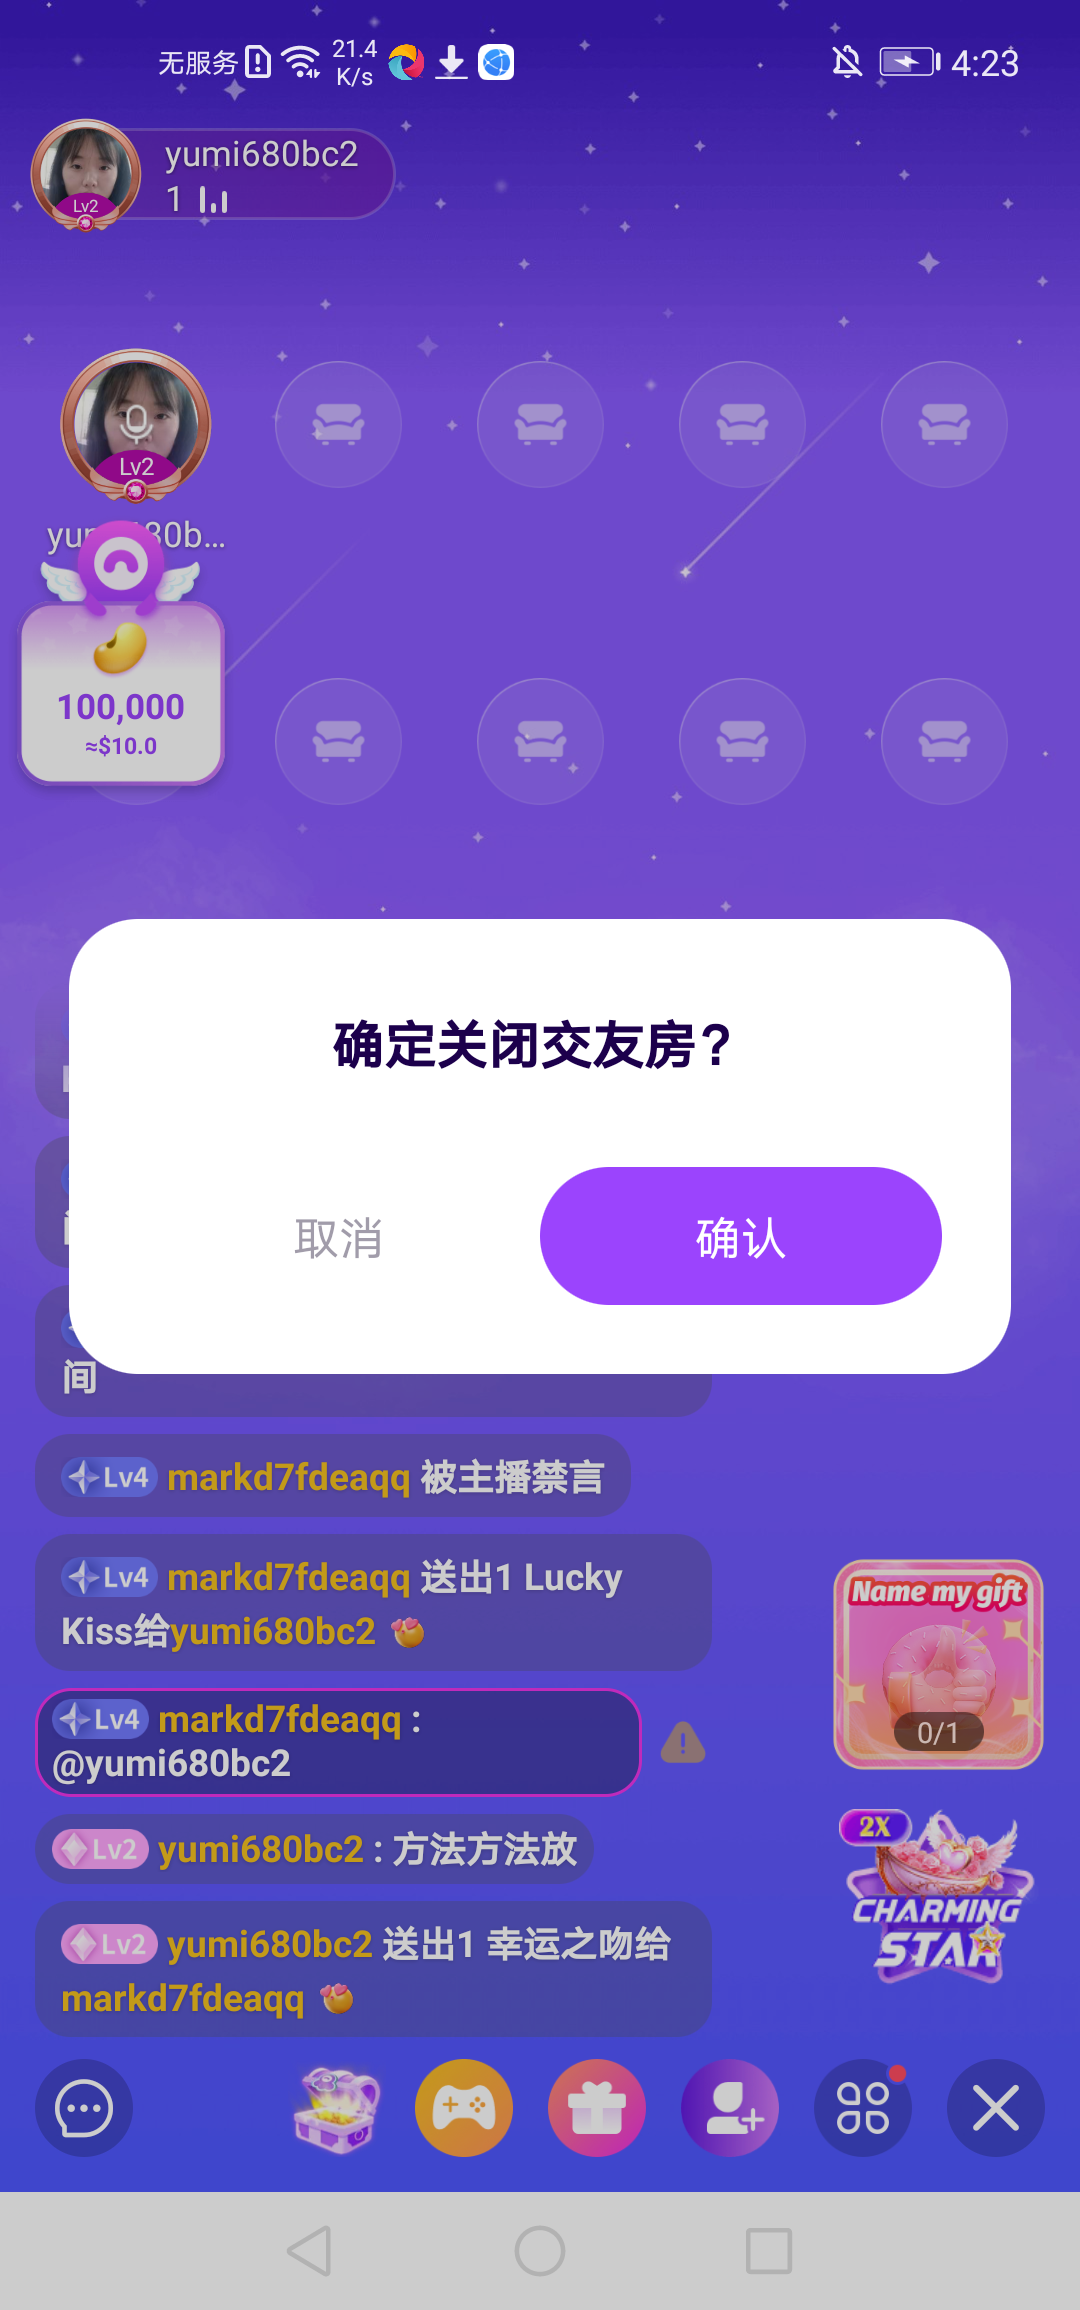 无服务
21.4
K/s
4:23
yumi680bc2
1
Lv2
Lv2
100,000
≈$10.0
确定关闭交友房?
取消
确认
间
Lv4 markd7fdeaqq 被主播禁言
Lv4 markd7fdeaqq 送出1 Lucky
Kiss给yumi680bc2
Lv4 markd7fdeaqq :
@yumi680bc2
Lv2 yumi680bc2 : 方法方法放
Lv2 yumi680bc2 送出1 幸运之吻给
markd7fdeaqq
Name my gift
0/1
2X
CHARMING
STAR